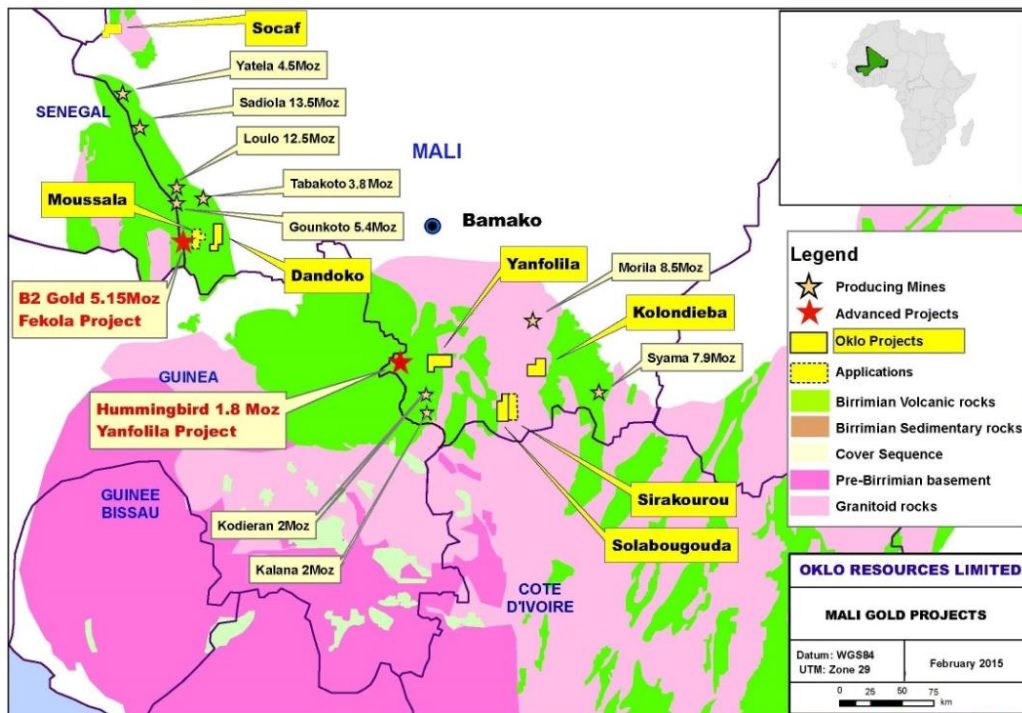 Socaf
Yatela 4.5Moz
SENEGAL
Sadiola 13.5Moz
Loulo 12.5Moz
MALI
Tabakoto 3.8 Moz
Moussala
Gounkoto 5.4Moz
Bamako
Dandoko
Yanfolila
Morila 8.5Moz
B2 Gold 5.15Moz
Fekola Project
Kolondieba
Syama 7.9Moz
GUINEA
Hummingbird 1.8 Moz
Yanfolila Project
GUINEE
BISSAU
Sirakourou
Kodieran 2Moz
Solabougouda
Kalana 2Moz
COTE
D'IVOIRE
Legend
Producing Mines
Advanced Projects
Oklo Projects
Applications
Birrimian Volcanic rocks
Birrimian Sedimentary rocks
Cover Sequence
Pre-Birrimian basement
Granitoid rocks
OKLO RESOURCES LIMITED
MALI GOLD PROJECTS
Datum: WGS84
UTM: Zone 29
February 2015
0 25 50 75
km